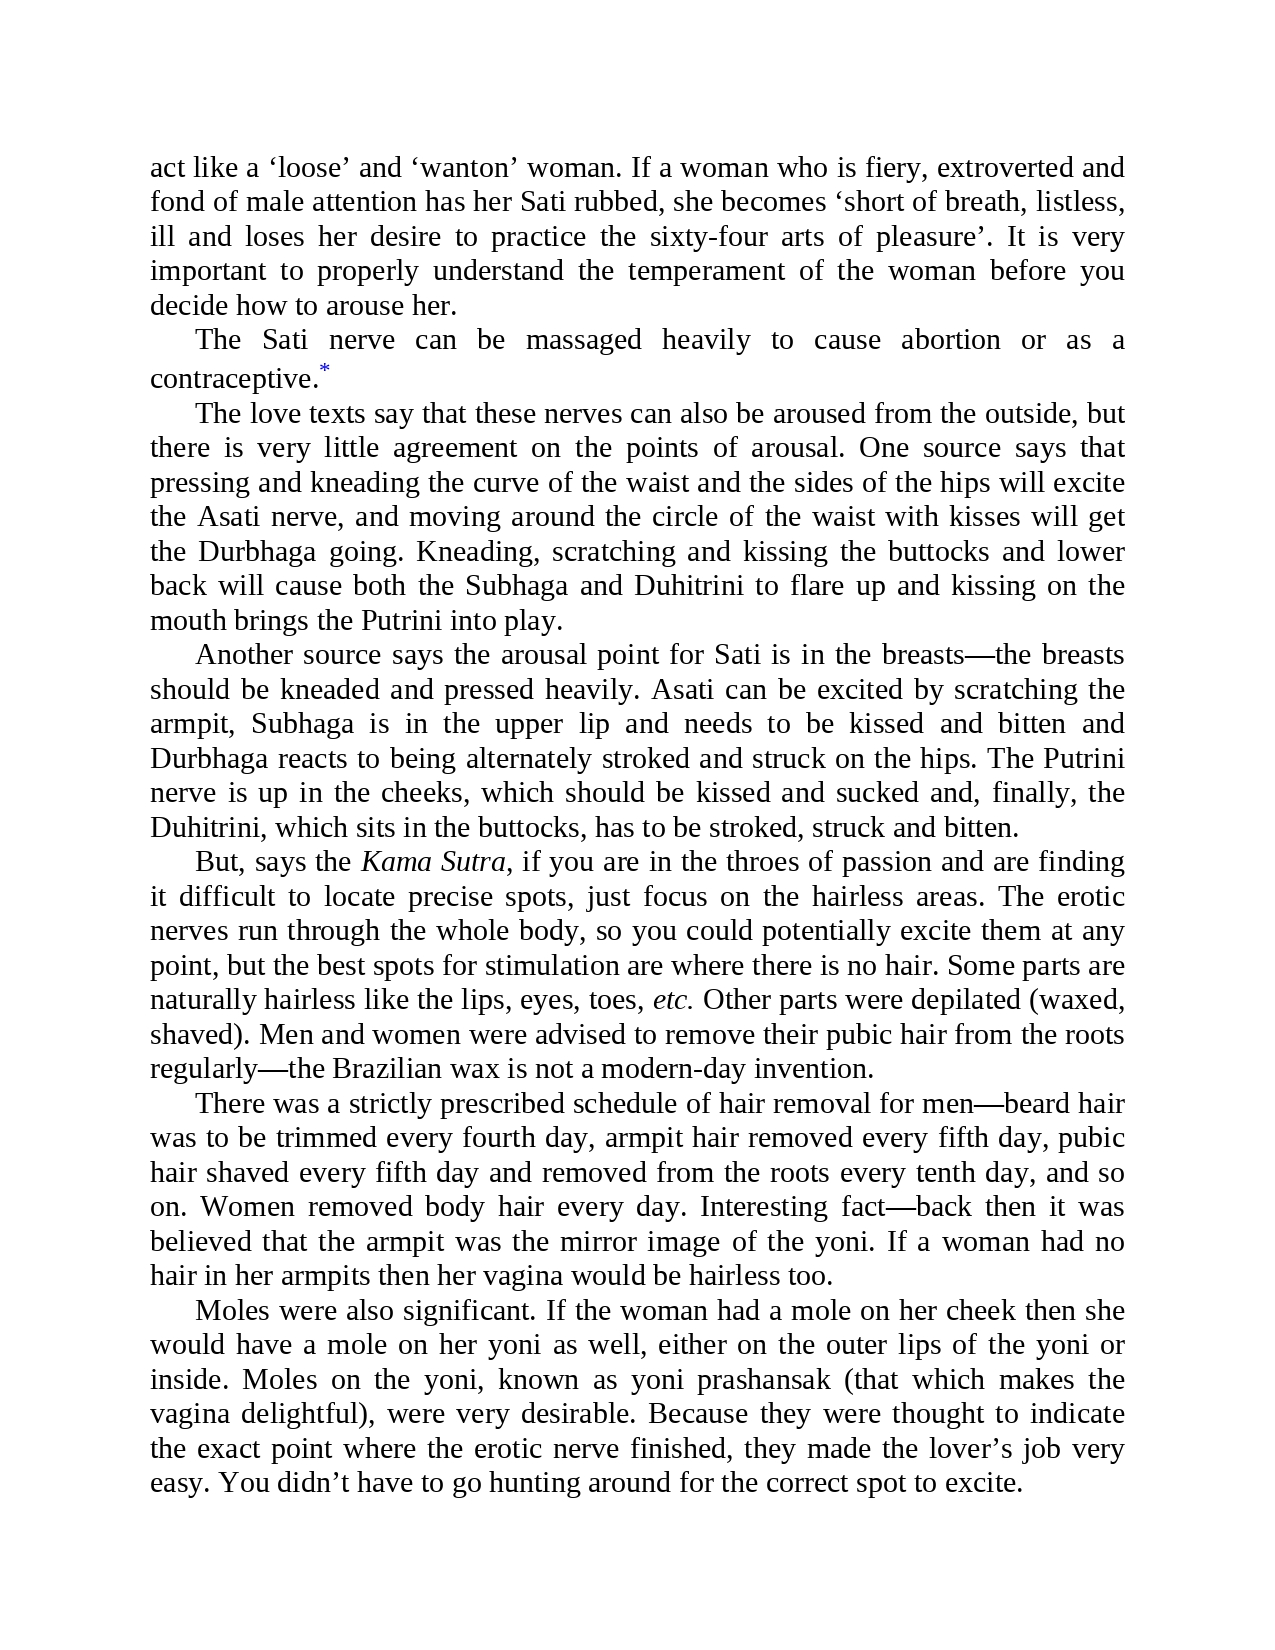 act like a ‘loose’ and ‘wanton’ woman. If a woman who is fiery, extroverted and
fond of male attention has her Sati rubbed, she becomes ‘short of breath, listless,
ill and loses her desire to practice the sixty-four arts of pleasure’. It is very
important to properly understand the temperament of the woman before you
decide how to arouse her.
The Sati nerve can be massaged heavily to cause abortion or as a
contraceptive.*
The love texts say that these nerves can also be aroused from the outside, but
there is very little agreement on the points of arousal. One source says that
pressing and kneading the curve of the waist and the sides of the hips will excite
the Asati nerve, and moving around the circle of the waist with kisses will get
the Durbhaga going. Kneading, scratching and kissing the buttocks and lower
back will cause both the Subhaga and Duhitrini to flare up and kissing on the
mouth brings the Putrini into play.
Another source says the arousal point for Sati is in the breasts—the breasts
should be kneaded and pressed heavily. Asati can be excited by scratching the
armpit, Subhaga is in the upper lip and needs to be kissed and bitten and
Durbhaga reacts to being alternately stroked and struck on the hips. The Putrini
nerve is up in the cheeks, which should be kissed and sucked and, finally, the
Duhitrini, which sits in the buttocks, has to be stroked, struck and bitten.
But, says the Kama Sutra, if you are in the throes of passion and are finding
it difficult to locate precise spots, just focus on the hairless areas. The erotic
nerves run through the whole body, so you could potentially excite them at any
point, but the best spots for stimulation are where there is no hair. Some parts are
naturally hairless like the lips, eyes, toes, etc. Other parts were depilated (waxed,
shaved). Men and women were advised to remove their pubic hair from the roots
regularly—the Brazilian wax is not a modern-day invention.
There was a strictly prescribed schedule of hair removal for men—beard hair
was to be trimmed every fourth day, armpit hair removed every fifth day, pubic
hair shaved every fifth day and removed from the roots every tenth day, and so
on. Women removed body hair every day. Interesting fact—back then it was
believed that the armpit was the mirror image of the yoni. If a woman had no
hair in her armpits then her vagina would be hairless too.
Moles were also significant. If the woman had a mole on her cheek then she
would have a mole on her yoni as well, either on the outer lips of the yoni or
inside. Moles on the yoni, known as yoni prashansak (that which makes the
vagina delightful), were very desirable. Because they were thought to indicate
the exact point where the erotic nerve finished, they made the lover’s job very
easy. You didn’t have to go hunting around for the correct spot to excite.